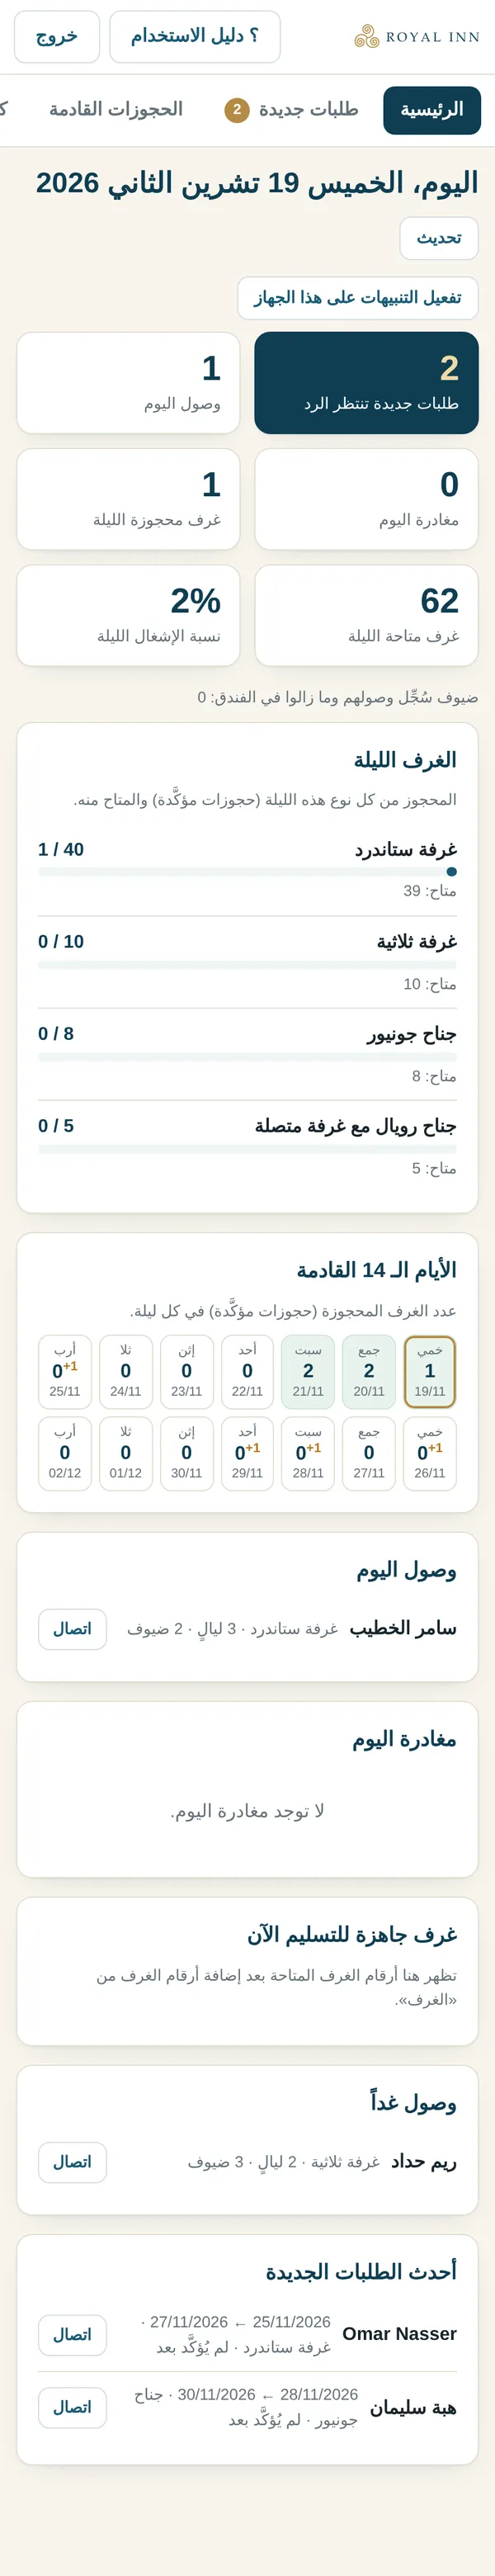 ROYAL INN
؟ دليل الاستخدام
خروج
الرئيسية
طلبات جديدة 2
الحجوزات القادمة
اليوم، الخميس 19 تشرين الثاني 2026
تحديث
تفعيل التنبيهات على هذا الجهاز
2
طلبات جديدة تنتظر الرد
1
وصول اليوم
0
مغادرة اليوم
1
غرف محجوزة الليلة
62
غرف متاحة الليلة
2%
نسبة الإشغال الليلة
ضيوف سُجِّل وصولهم وما زالوا في الفندق: 0
الغرف الليلة
المحجوز من كل نوع هذه الليلة (حجوزات مؤكَّدة) والمتاح منه.
غرفة ستاندرد 1 / 40
متاح: 39
غرفة ثلاثية 0 / 10
متاح: 10
جناح جونيور 0 / 8
متاح: 8
جناح رويال مع غرفة متصلة 0 / 5
متاح: 5
الأيام الـ 14 القادمة
عدد الغرف المحجوزة (حجوزات مؤكَّدة) في كل ليلة.
خمي جمع سبت أحد إثن ثلا أرب
1 2 2 0 0 0 0+1
19/11 20/11 21/11 22/11 23/11 24/11 25/11
خمي جمع سبت أحد إثن ثلا أرب
0+1 0 0+1 0+1 0 0 0
26/11 27/11 28/11 29/11 30/11 01/12 02/12
وصول اليوم
سامر الخطيب غرفة ستاندرد · 3 ليالٍ · 2 ضيوف اتصال
مغادرة اليوم
لا توجد مغادرة اليوم.
غرف جاهزة للتسليم الآن
تظهر هنا أرقام الغرف المتاحة بعد إضافة أرقام الغرف من
«الغرف».
وصول غداً
ريم حداد غرفة ثلاثية · 2 ليالٍ · 3 ضيوف اتصال
أحدث الطلبات الجديدة
Omar Nasser 25/11/2026 ← 27/11/2026 · اتصال
غرفة ستاندرد · لم يُؤكَّد بعد
هبة سليمان 28/11/2026 ← 30/11/2026 · جناح اتصال
جونيور · لم يُؤكَّد بعد